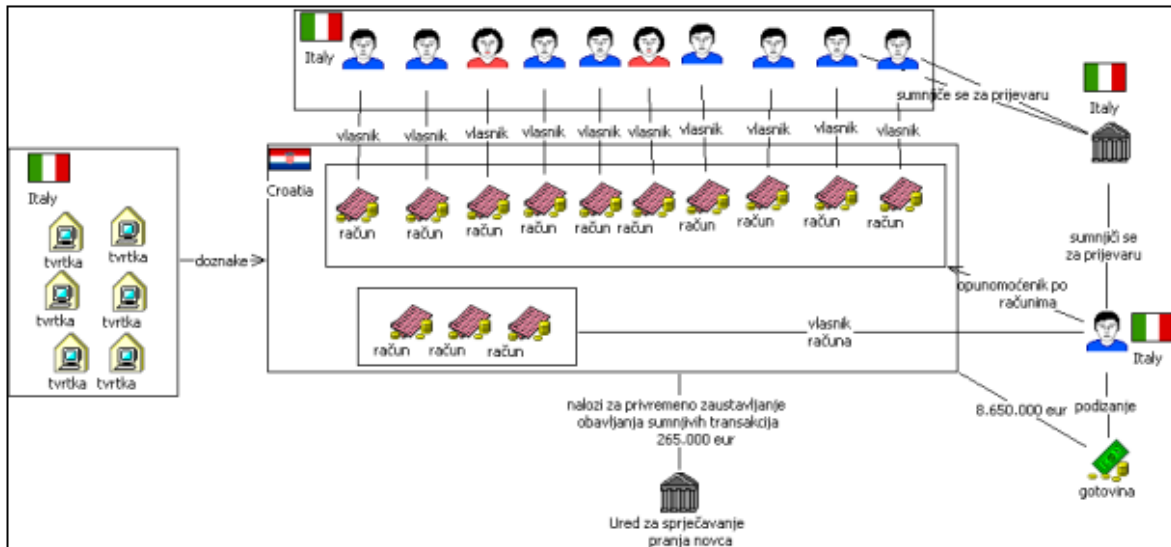 Italy
vlasnik vlasnik vlasnik vlasnik vlasnik vlasnik vlasnik vlasnik vlasnik vlasnik
sumnjiče se za prijevaru
Italy
Italy
tvrtka tvrtka
tvrtka tvrtka
tvrtka tvrtka
doznake
Croatia
račun račun račun račun račun račun račun račun račun račun
račun račun račun
vlasnik
računa
sumnjiči se
za prijevaru
opunomoćenik po
računima
Italy
nalozi za privremeno zaustavljanje
obavljanja sumnjivih transakcija
265.000 eur
8.650.000 eur
podizanje
gotovina
Ured za sprječavanje
pranja novca